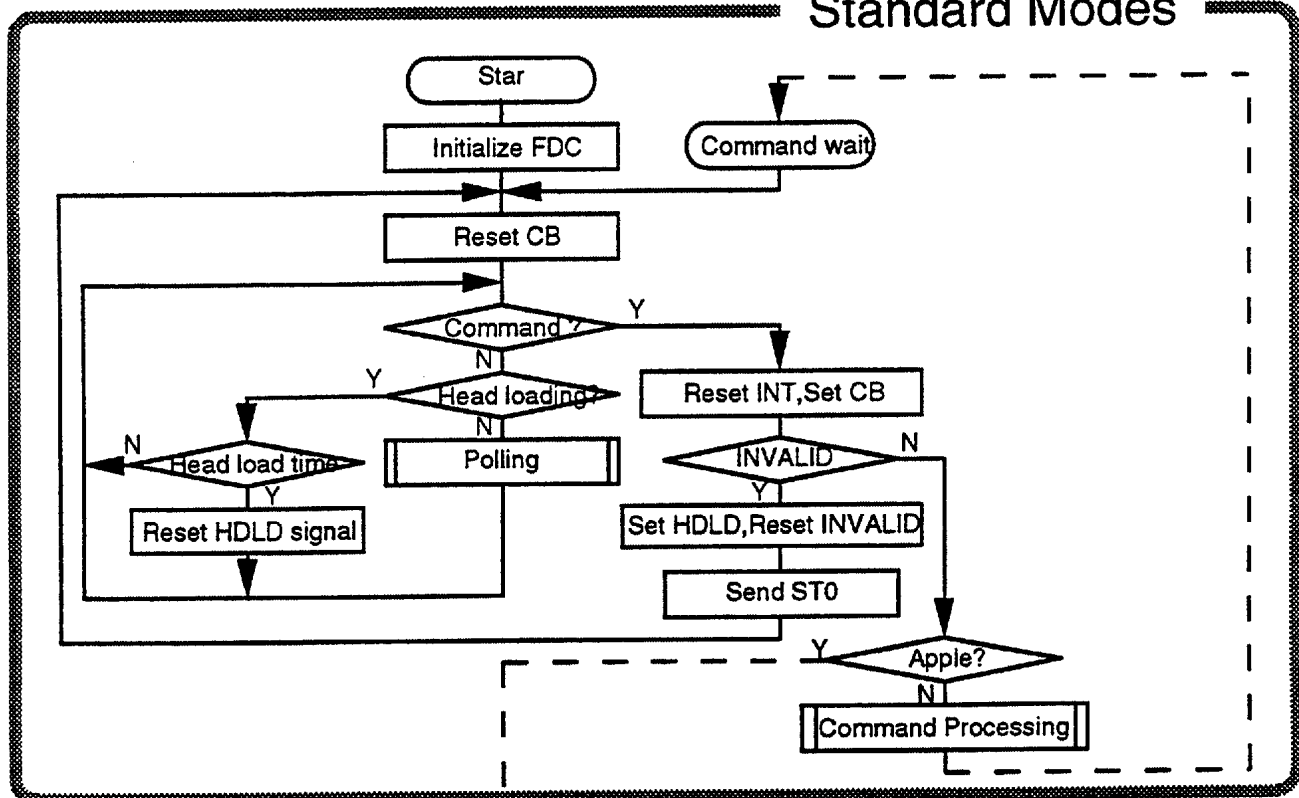 Standard Modes
Star
Initialize FDC
Command wait
Reset CB
Command ?
Y
N
Y
Head loading?
Reset INT,Set CB
N
N
N
Head load time
Polling
INVALID
Y
Y
Reset HDLD signal
Set HDLD,Reset INVALID
Send ST0
Y
Apple?
N
Command Processing